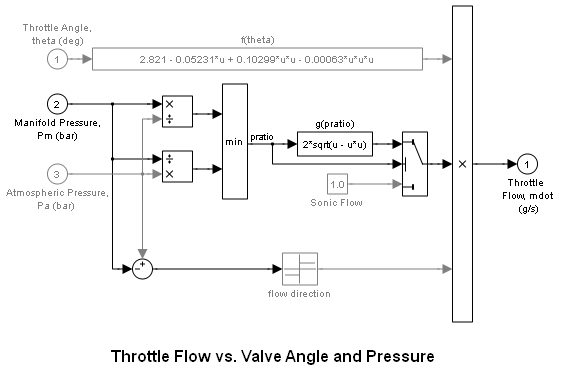 Throttle Angle,
theta (deg)
f(theta)
1
2.821 - 0.05231*u + 0.10299*u*u - 0.00063*u*u*u
2
Manifold Pressure,
Pm (bar)
×
÷
min
pratio
g(pratio)
2*sqrt(u - u*u)
3
Atmospheric Pressure,
Pa (bar)
÷
×
1.0
Sonic Flow
×
1
Throttle
Flow, mdot
(g/s)
- +
flow direction
Throttle Flow vs. Valve Angle and Pressure